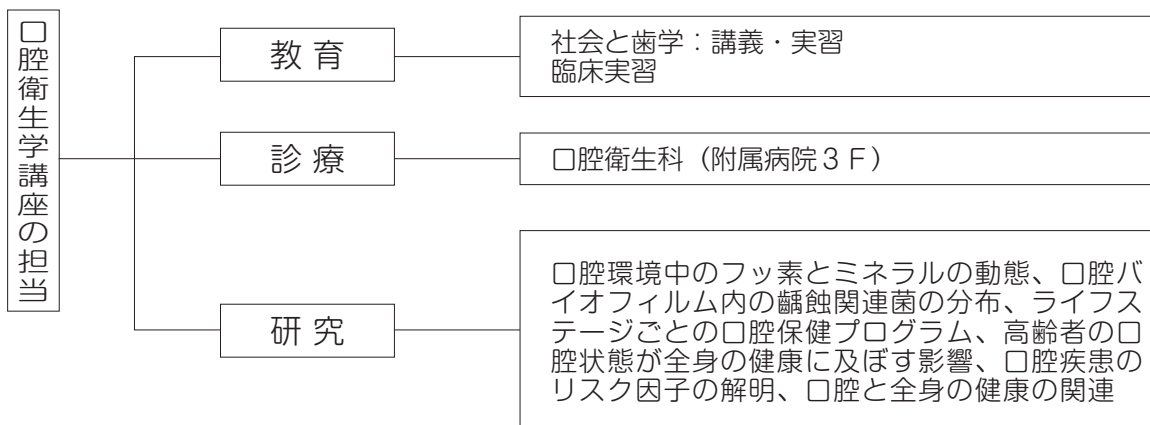 口腔衛生学講座の担当
教育
社会と歯学：講義・実習
臨床実習
診療
口腔衛生科（附属病院３Ｆ）
研究
口腔環境中のフッ素とミネラルの動態、口腔バ
イオフィルム内の齲蝕関連菌の分布、ライフス
テージごとの口腔保健プログラム、高齢者の口
腔状態が全身の健康に及ぼす影響、口腔疾患の
リスク因子の解明、口腔と全身の健康の関連